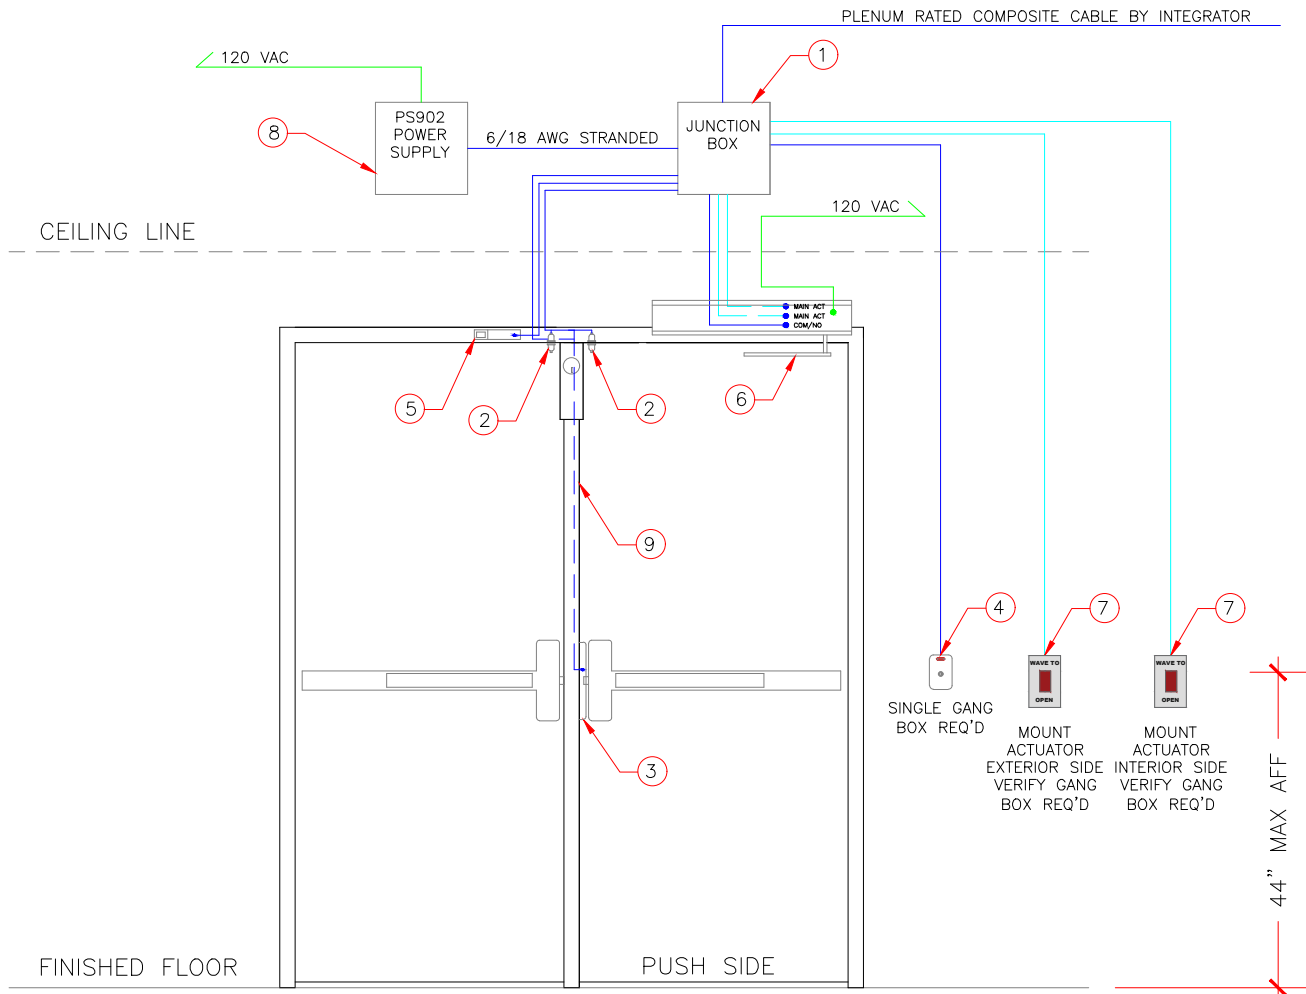 PLENUM RATED COMPOSITE CABLE BY INTEGRATOR
120 VAC
1
8
PS902
POWER
SUPPLY
6/18 AWG STRANDED
JUNCTION
BOX
120 VAC
CEILING LINE
MAIN ACT
MAIN ACT
COM/NO
5
2
2
6
9
4
7
7
WAVE TO
OPEN
WAVE TO
OPEN
SINGLE GANG
BOX REQ'D
MOUNT
ACTUATOR
EXTERIOR SIDE
VERIFY GANG
BOX REQ'D
MOUNT
ACTUATOR
INTERIOR SIDE
VERIFY GANG
BOX REQ'D
3
44" MAX AFF
FINISHED FLOOR
PUSH SIDE